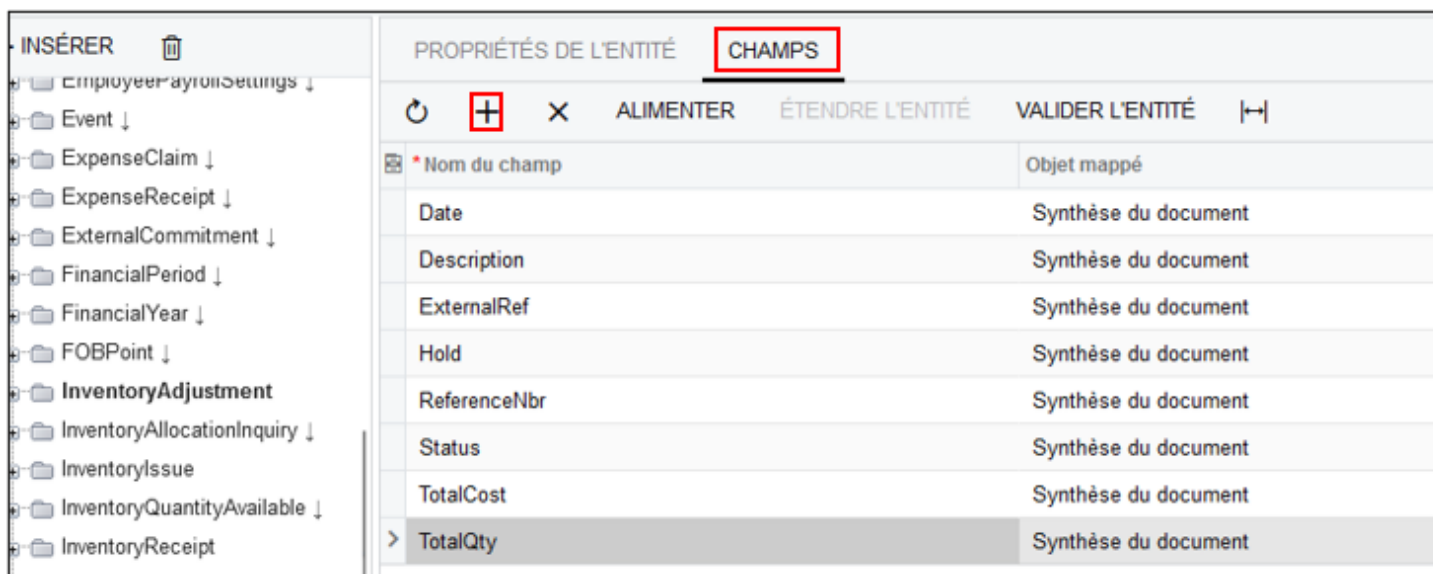 INSÉRER
EmployeePayrollSettings ↓
Event ↓
ExpenseClaim ↓
ExpenseReceipt ↓
ExternalCommitment ↓
FinancialPeriod ↓
FinancialYear ↓
FOBPoint ↓
InventoryAdjustment
InventoryAllocationInquiry ↓
InventoryIssue
InventoryQuantityAvailable ↓
InventoryReceipt
PROPRIÉTÉS DE L'ENTITÉ CHAMPS
ALIMENTER ÉTENDRE L'ENTITÉ VALIDER L'ENTITÉ
* Nom du champ Objet mappé
Date Synthèse du document
Description Synthèse du document
ExternalRef Synthèse du document
Hold Synthèse du document
ReferenceNbr Synthèse du document
Status Synthèse du document
TotalCost Synthèse du document
TotalQty Synthèse du document